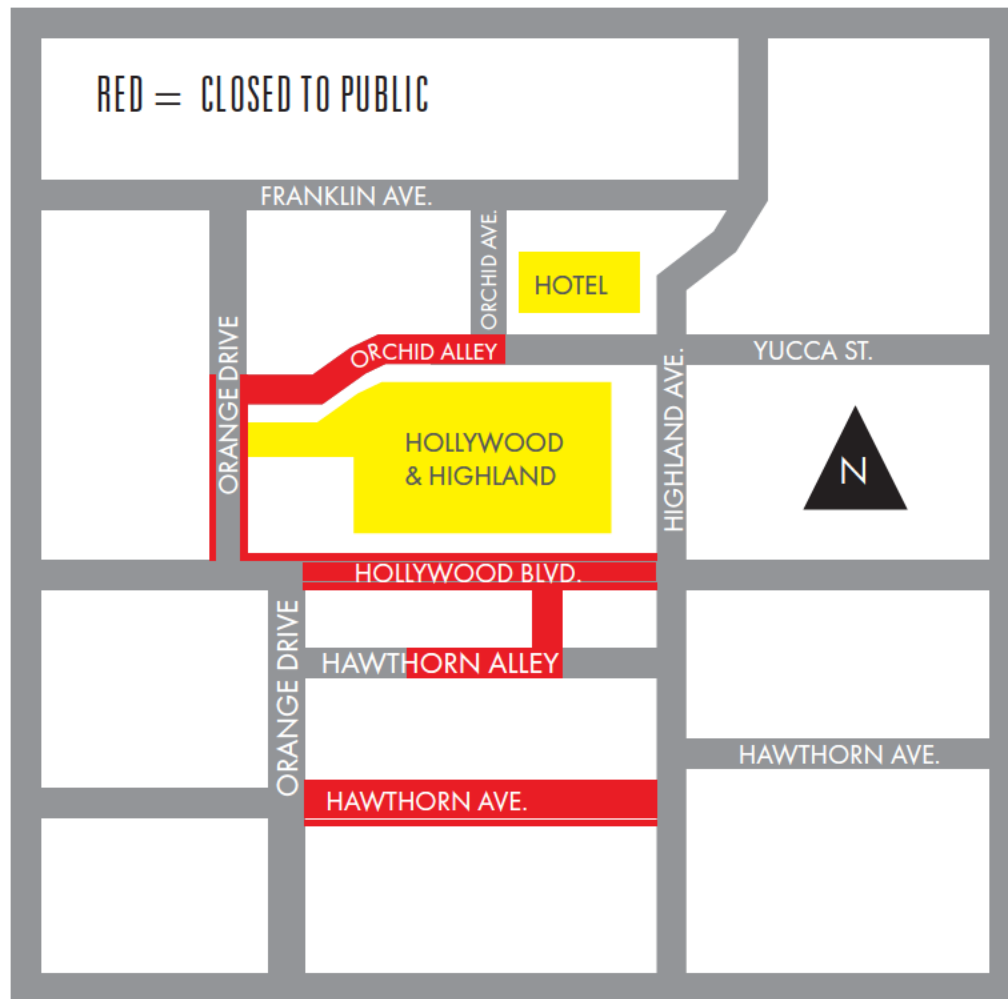 RED = CLOSED TO PUBLIC
FRANKLIN AVE.
ORCHID AVE.
HOTEL
ORANGE DRIVE
ORCHID ALLEY
YUCCA ST.
HIGHLAND AVE.
HOLLYWOOD
& HIGHLAND
N
HOLLYWOOD BLVD.
ORANGE DRIVE
HAWTHORN ALLEY
HAWTHORN AVE.
HAWTHORN AVE.